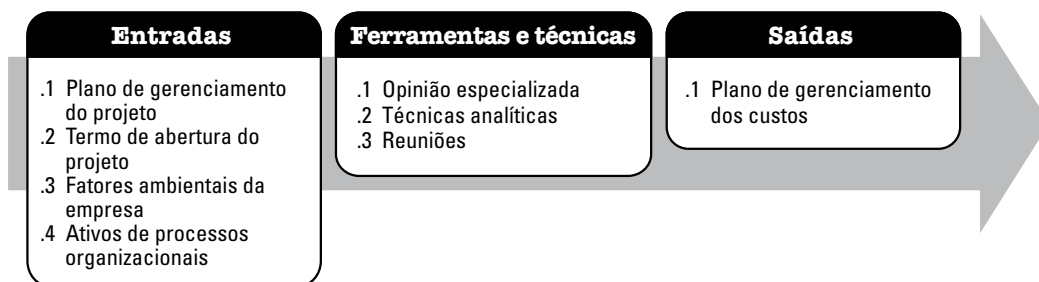 Entradas
.1 Plano de gerenciamento
do projeto
.2 Termo de abertura do
projeto
.3 Fatores ambientais da
empresa
.4 Ativos de processos
organizacionais
Ferramentas e técnicas
.1 Opinião especializada
.2 Técnicas analíticas
.3 Reuniões
Saídas
.1 Plano de gerenciamento
dos custos